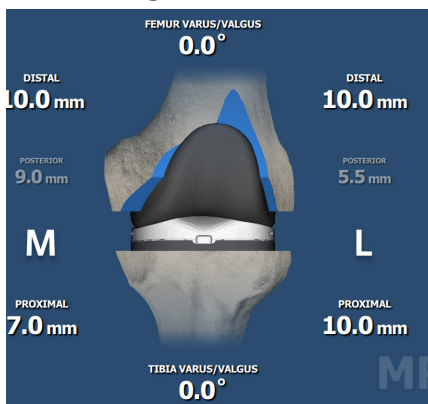 FEMUR VARUS/VALGUS
0.0°
DISTAL
10.0 mm
DISTAL
10.0 mm
POSTERIOR
9.0 mm
POSTERIOR
5.5 mm
M
L
PROXIMAL
7.0 mm
PROXIMAL
10.0 mm
TIBIA VARUS/VALGUS
0.0°